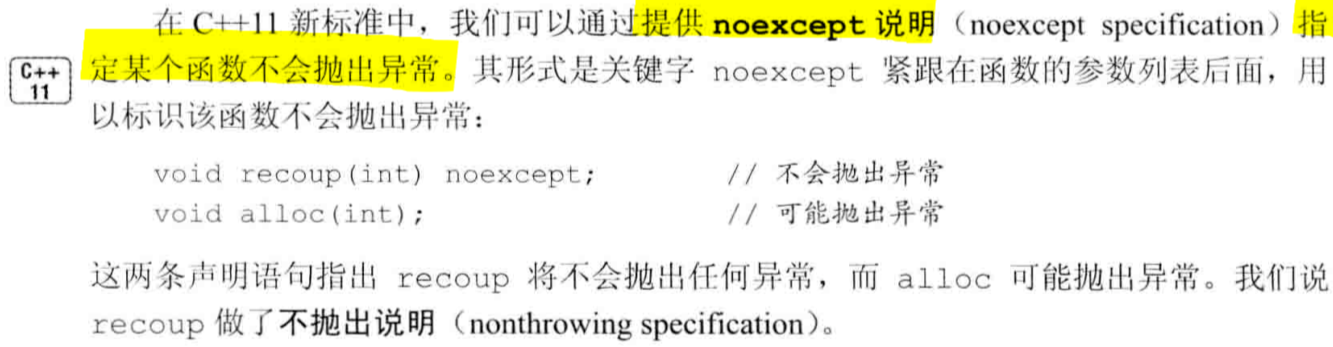 在 C++11 新标准中，我们可以通过提供 noexcept 说明（noexcept specification）指
C++
11
定某个函数不会抛出异常。其形式是关键字 noexcept 紧跟在函数的参数列表后面，用
以标识该函数不会抛出异常：
void recoup(int) noexcept; // 不会抛出异常
void alloc(int); // 可能抛出异常
这两条声明语句指出 recoup 将不会抛出任何异常，而 alloc 可能抛出异常。我们说
recoup 做了不抛出说明（nonthrowing specification）。